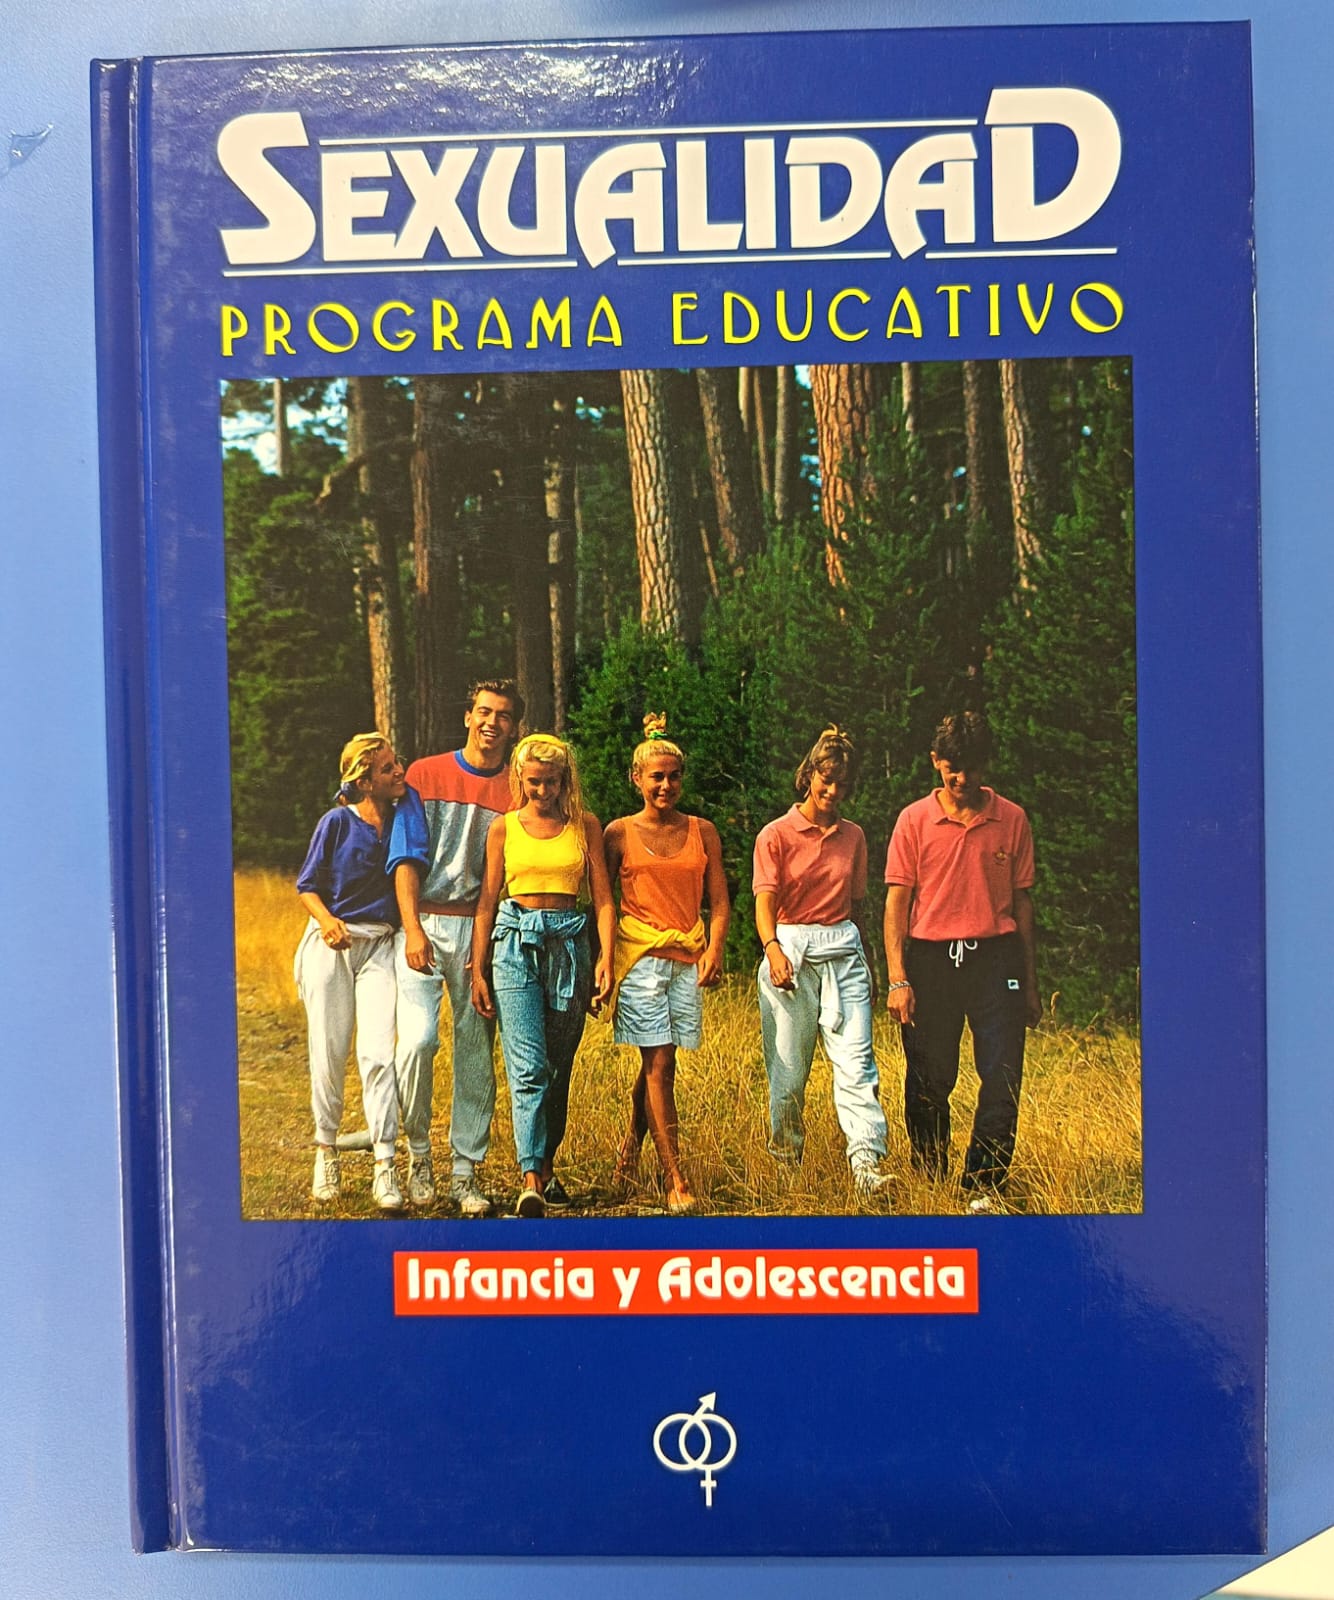 SEXUALIDAD
PROGRAMA EDUCATIVO
Infancia y Adolescencia